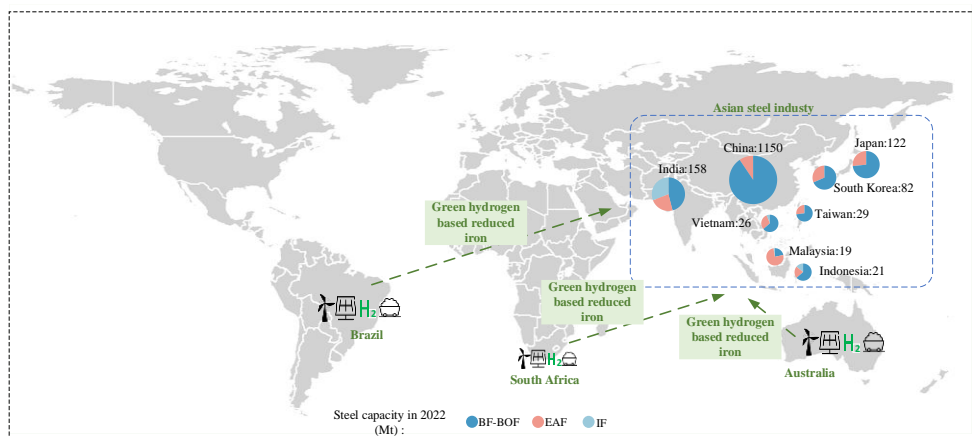 Asian steel industy
China:1150
Japan:122
India:158
South Korea:82
Taiwan:29
Vietnam:26
Malaysia:19
Indonesia:21
Green hydrogen
based reduced
iron
Green hydrogen
based reduced
iron
Green hydrogen
based reduced
iron
H₂
Brazil
H₂
South Africa
H₂
Australia
Steel capacity in 2022
(Mt) :
BF-BOF
EAF
IF